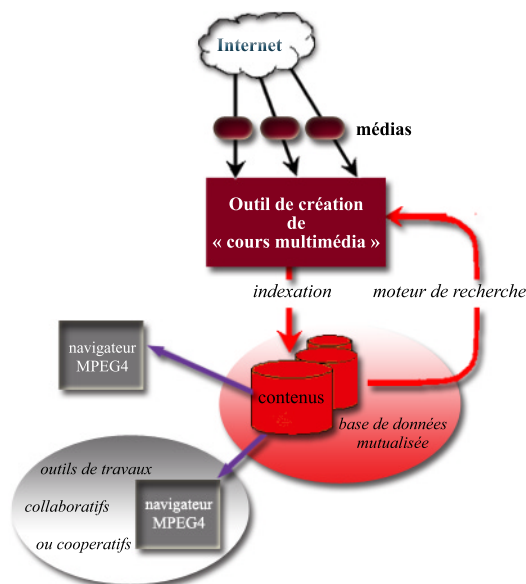 Internet
médias
Outil de création
de
« cours multimédia »
indexation
moteur de recherche
navigateur
MPEG4
contenus
base de données
mutualisée
outils de travaux
collaboratifs
ou cooperatifs
navigateur
MPEG4